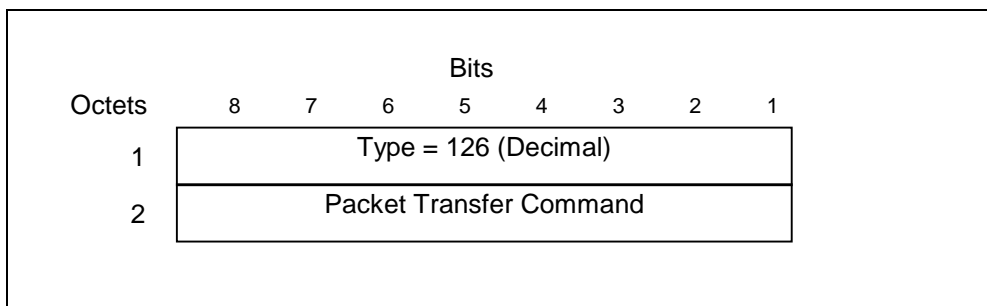 Bits
Octets 8 7 6 5 4 3 2 1
1 Type = 126 (Decimal)
2 Packet Transfer Command